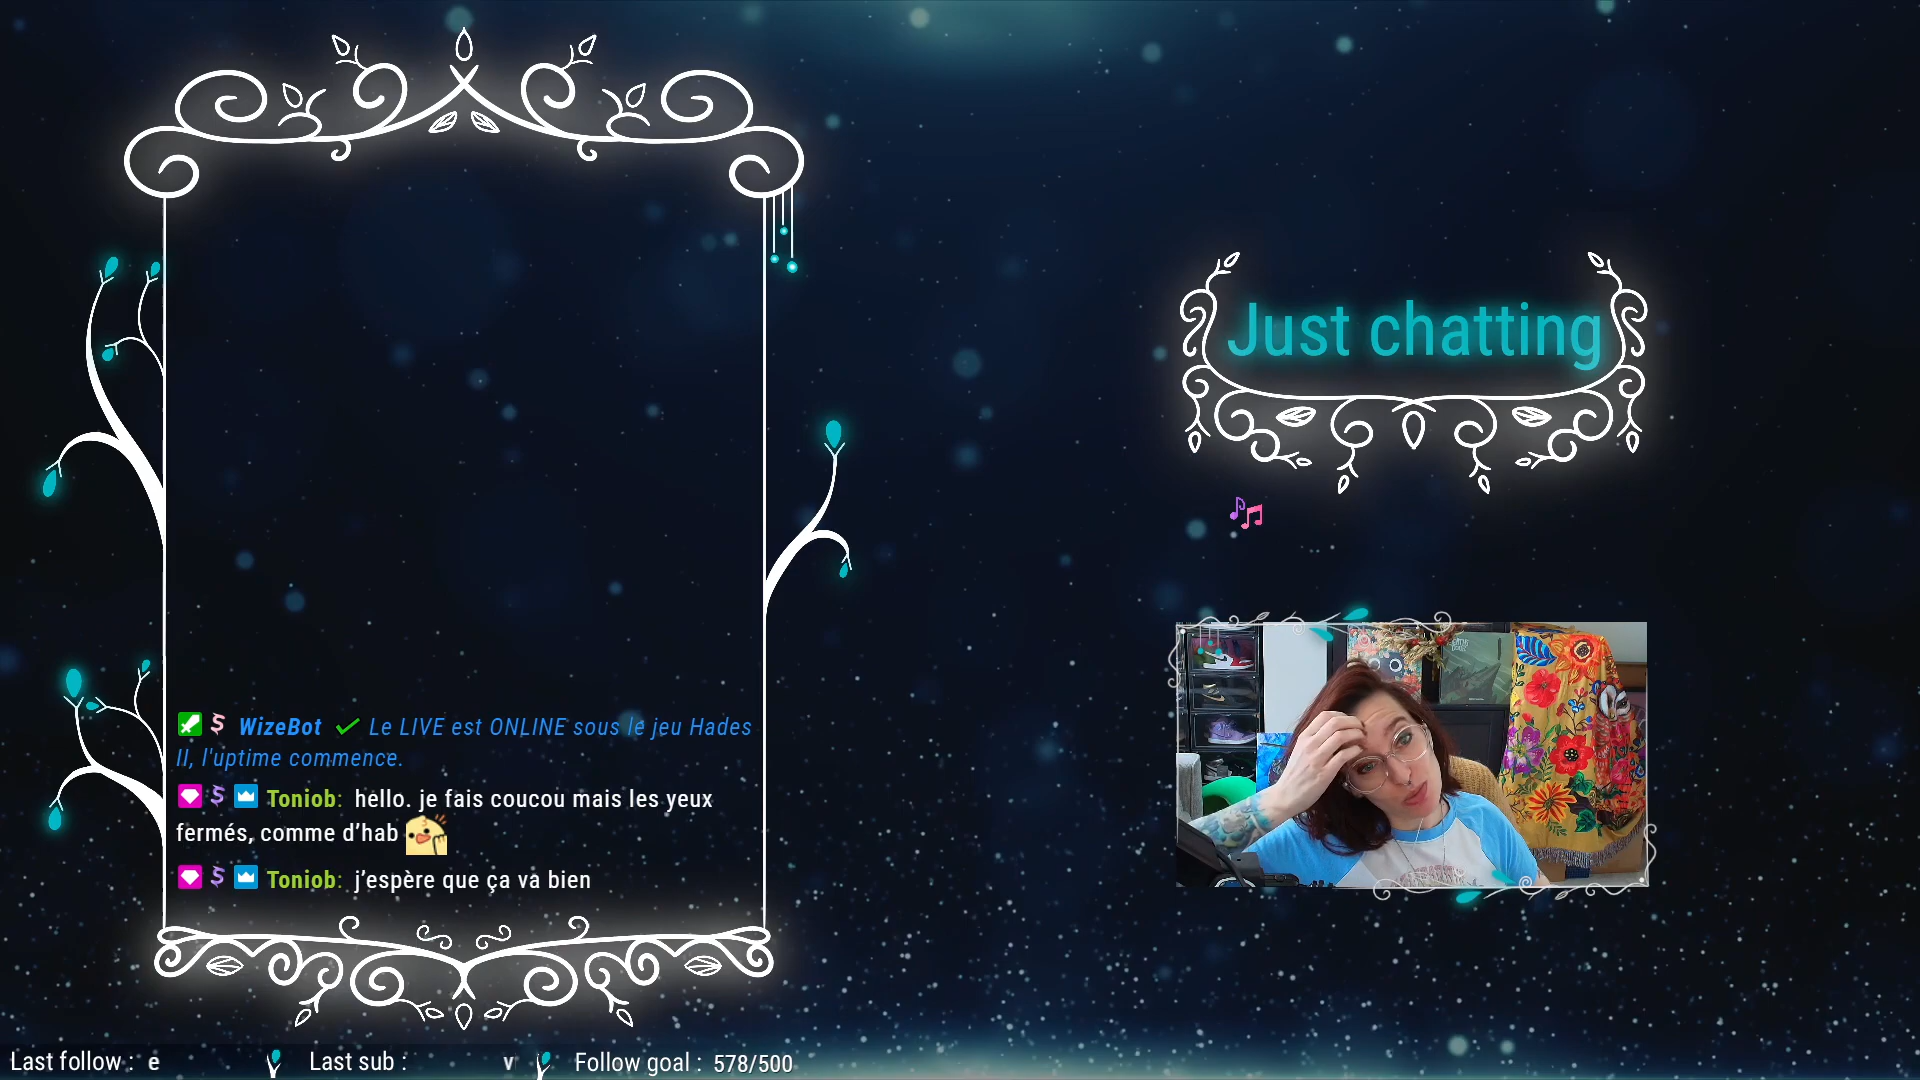 Just chatting
WizeBot Le LIVE est ONLINE sous le jeu Hades
II, l'uptime commence.
Toniob: hello. je fais coucou mais les yeux
fermés, comme d’hab
Toniob: j’espère que ça va bien
Last follow : e Last sub : v Follow goal : 578/500